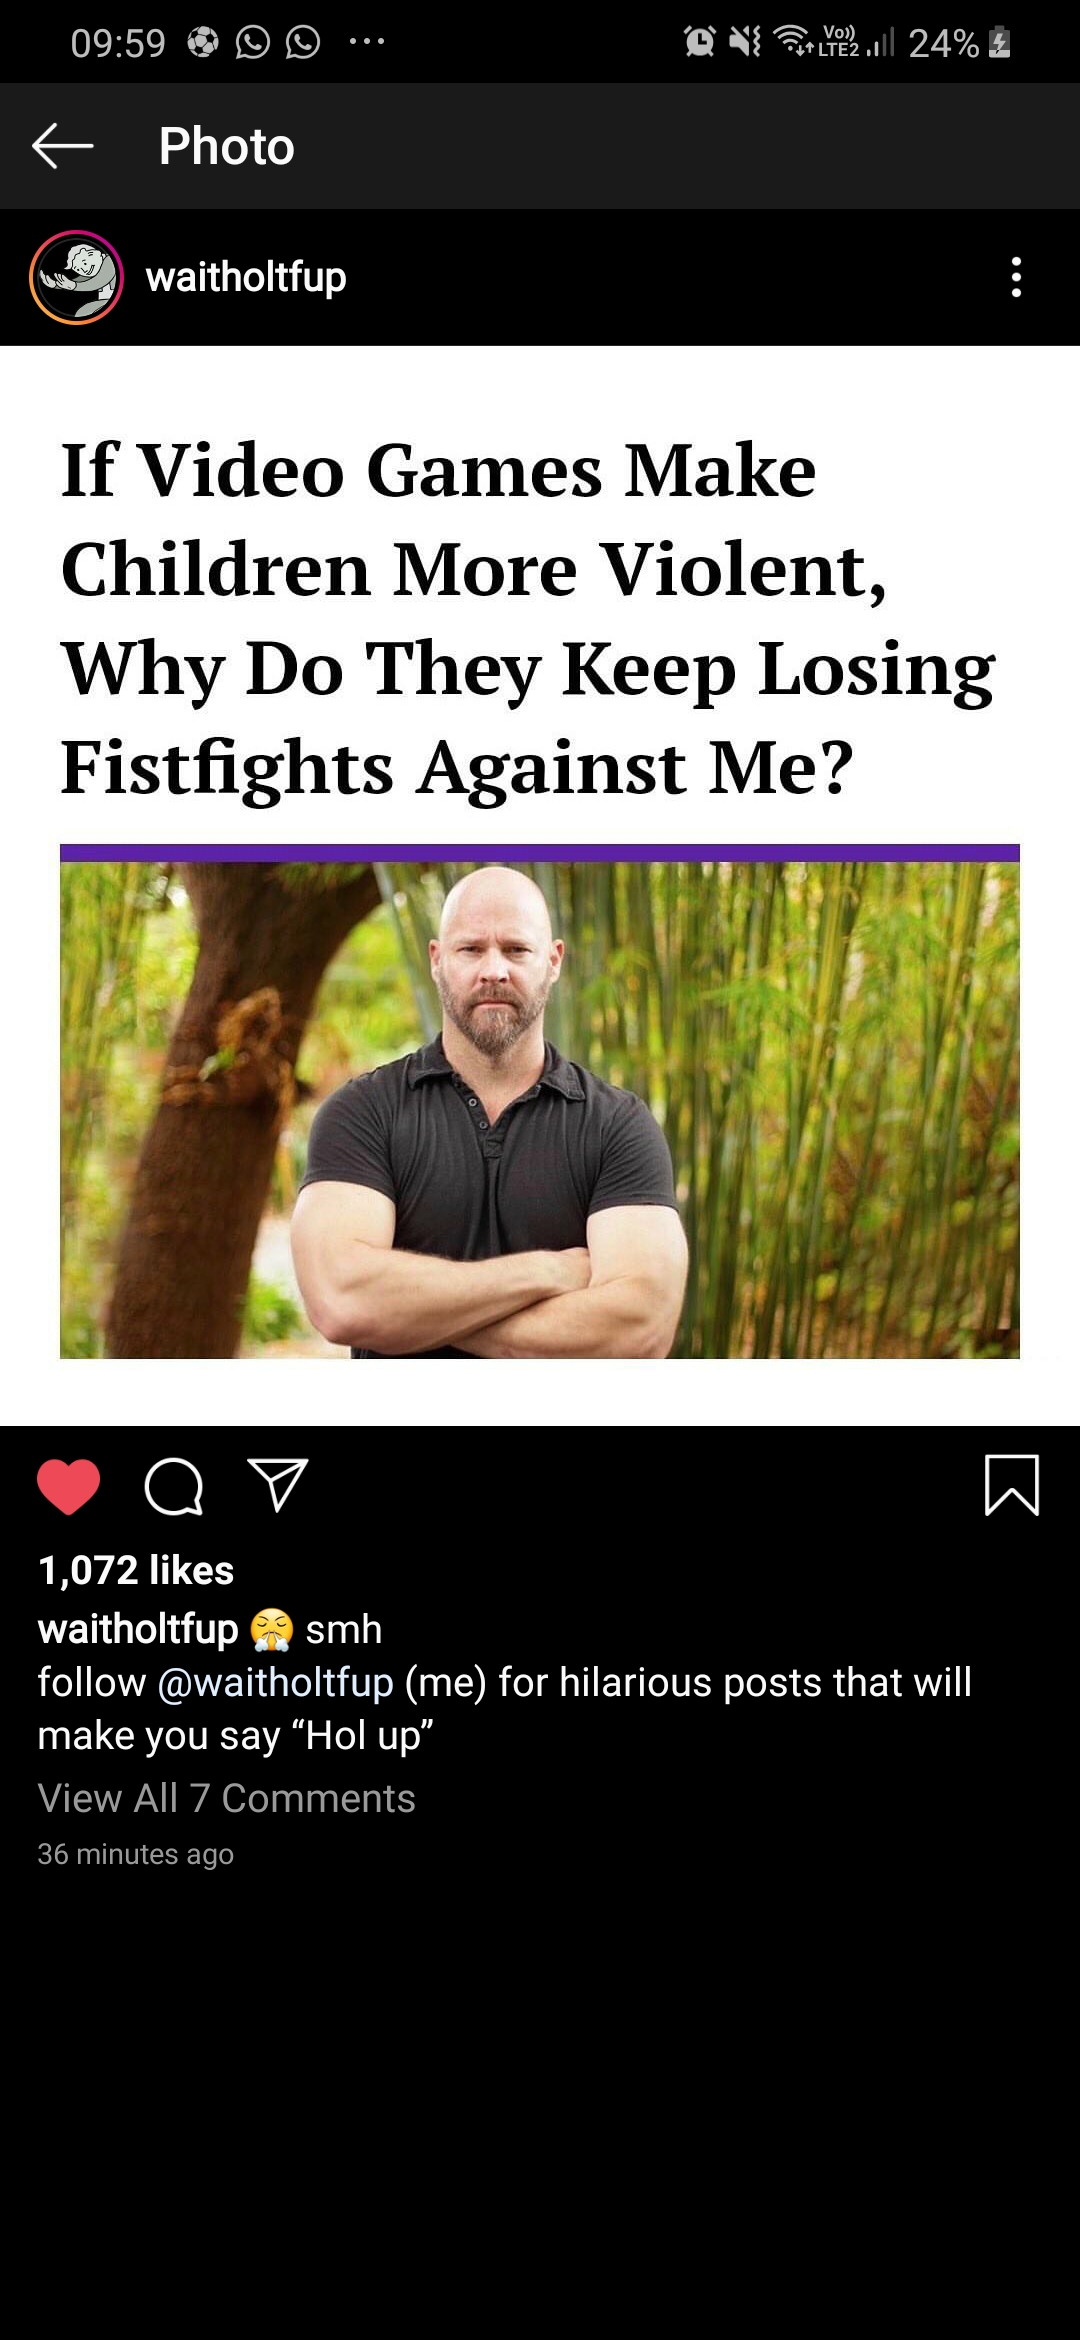 09:59 ... Vo)) LTE2 24%
Photo
waitholtfup
If Video Games Make
Children More Violent,
Why Do They Keep Losing
Fistfights Against Me?
1,072 likes
waitholtfup 😤 smh
follow @waitholtfup (me) for hilarious posts that will
make you say “Hol up”
View All 7 Comments
36 minutes ago